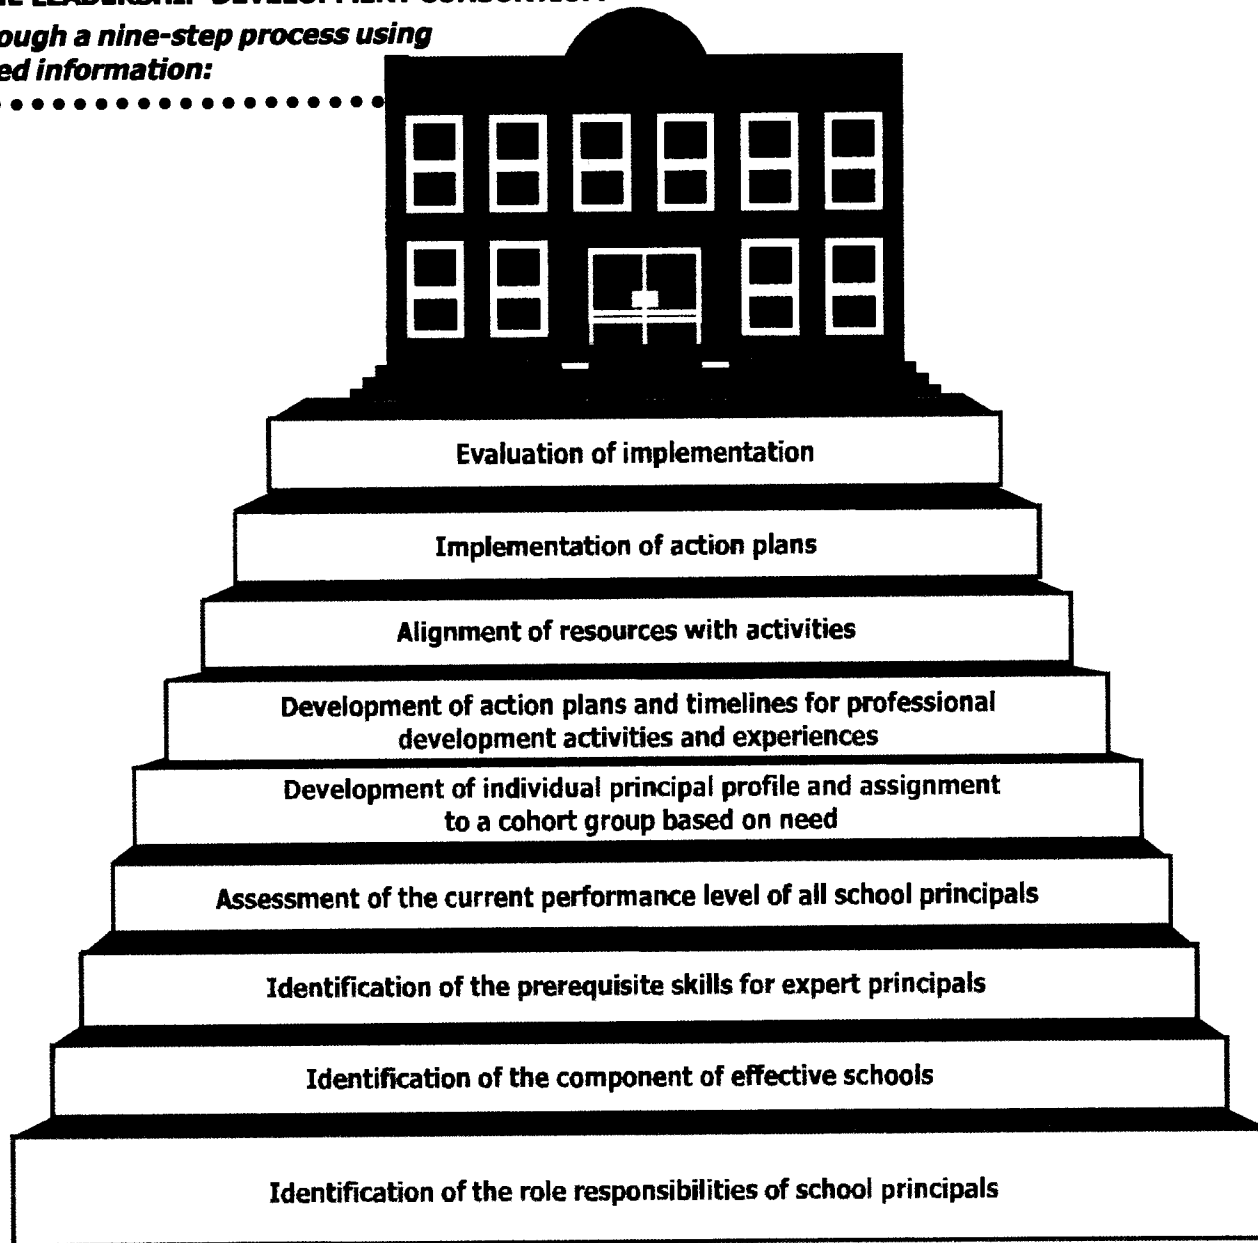 LEADERSHIP DEVELOPMENT
a nine-step process using
information:
Evaluation of implementation
Implementation of action plans
Alignment of resources with activities
Development of action plans and timelines for professional
development activities and experiences
Development of individual principal profile and assignment
to a cohort group based on need
Assessment of the current performance level of all school principals
Identification of the prerequisite skills for expert principals
Identification of the component of effective schools
Identification of the role responsibilities of school principals